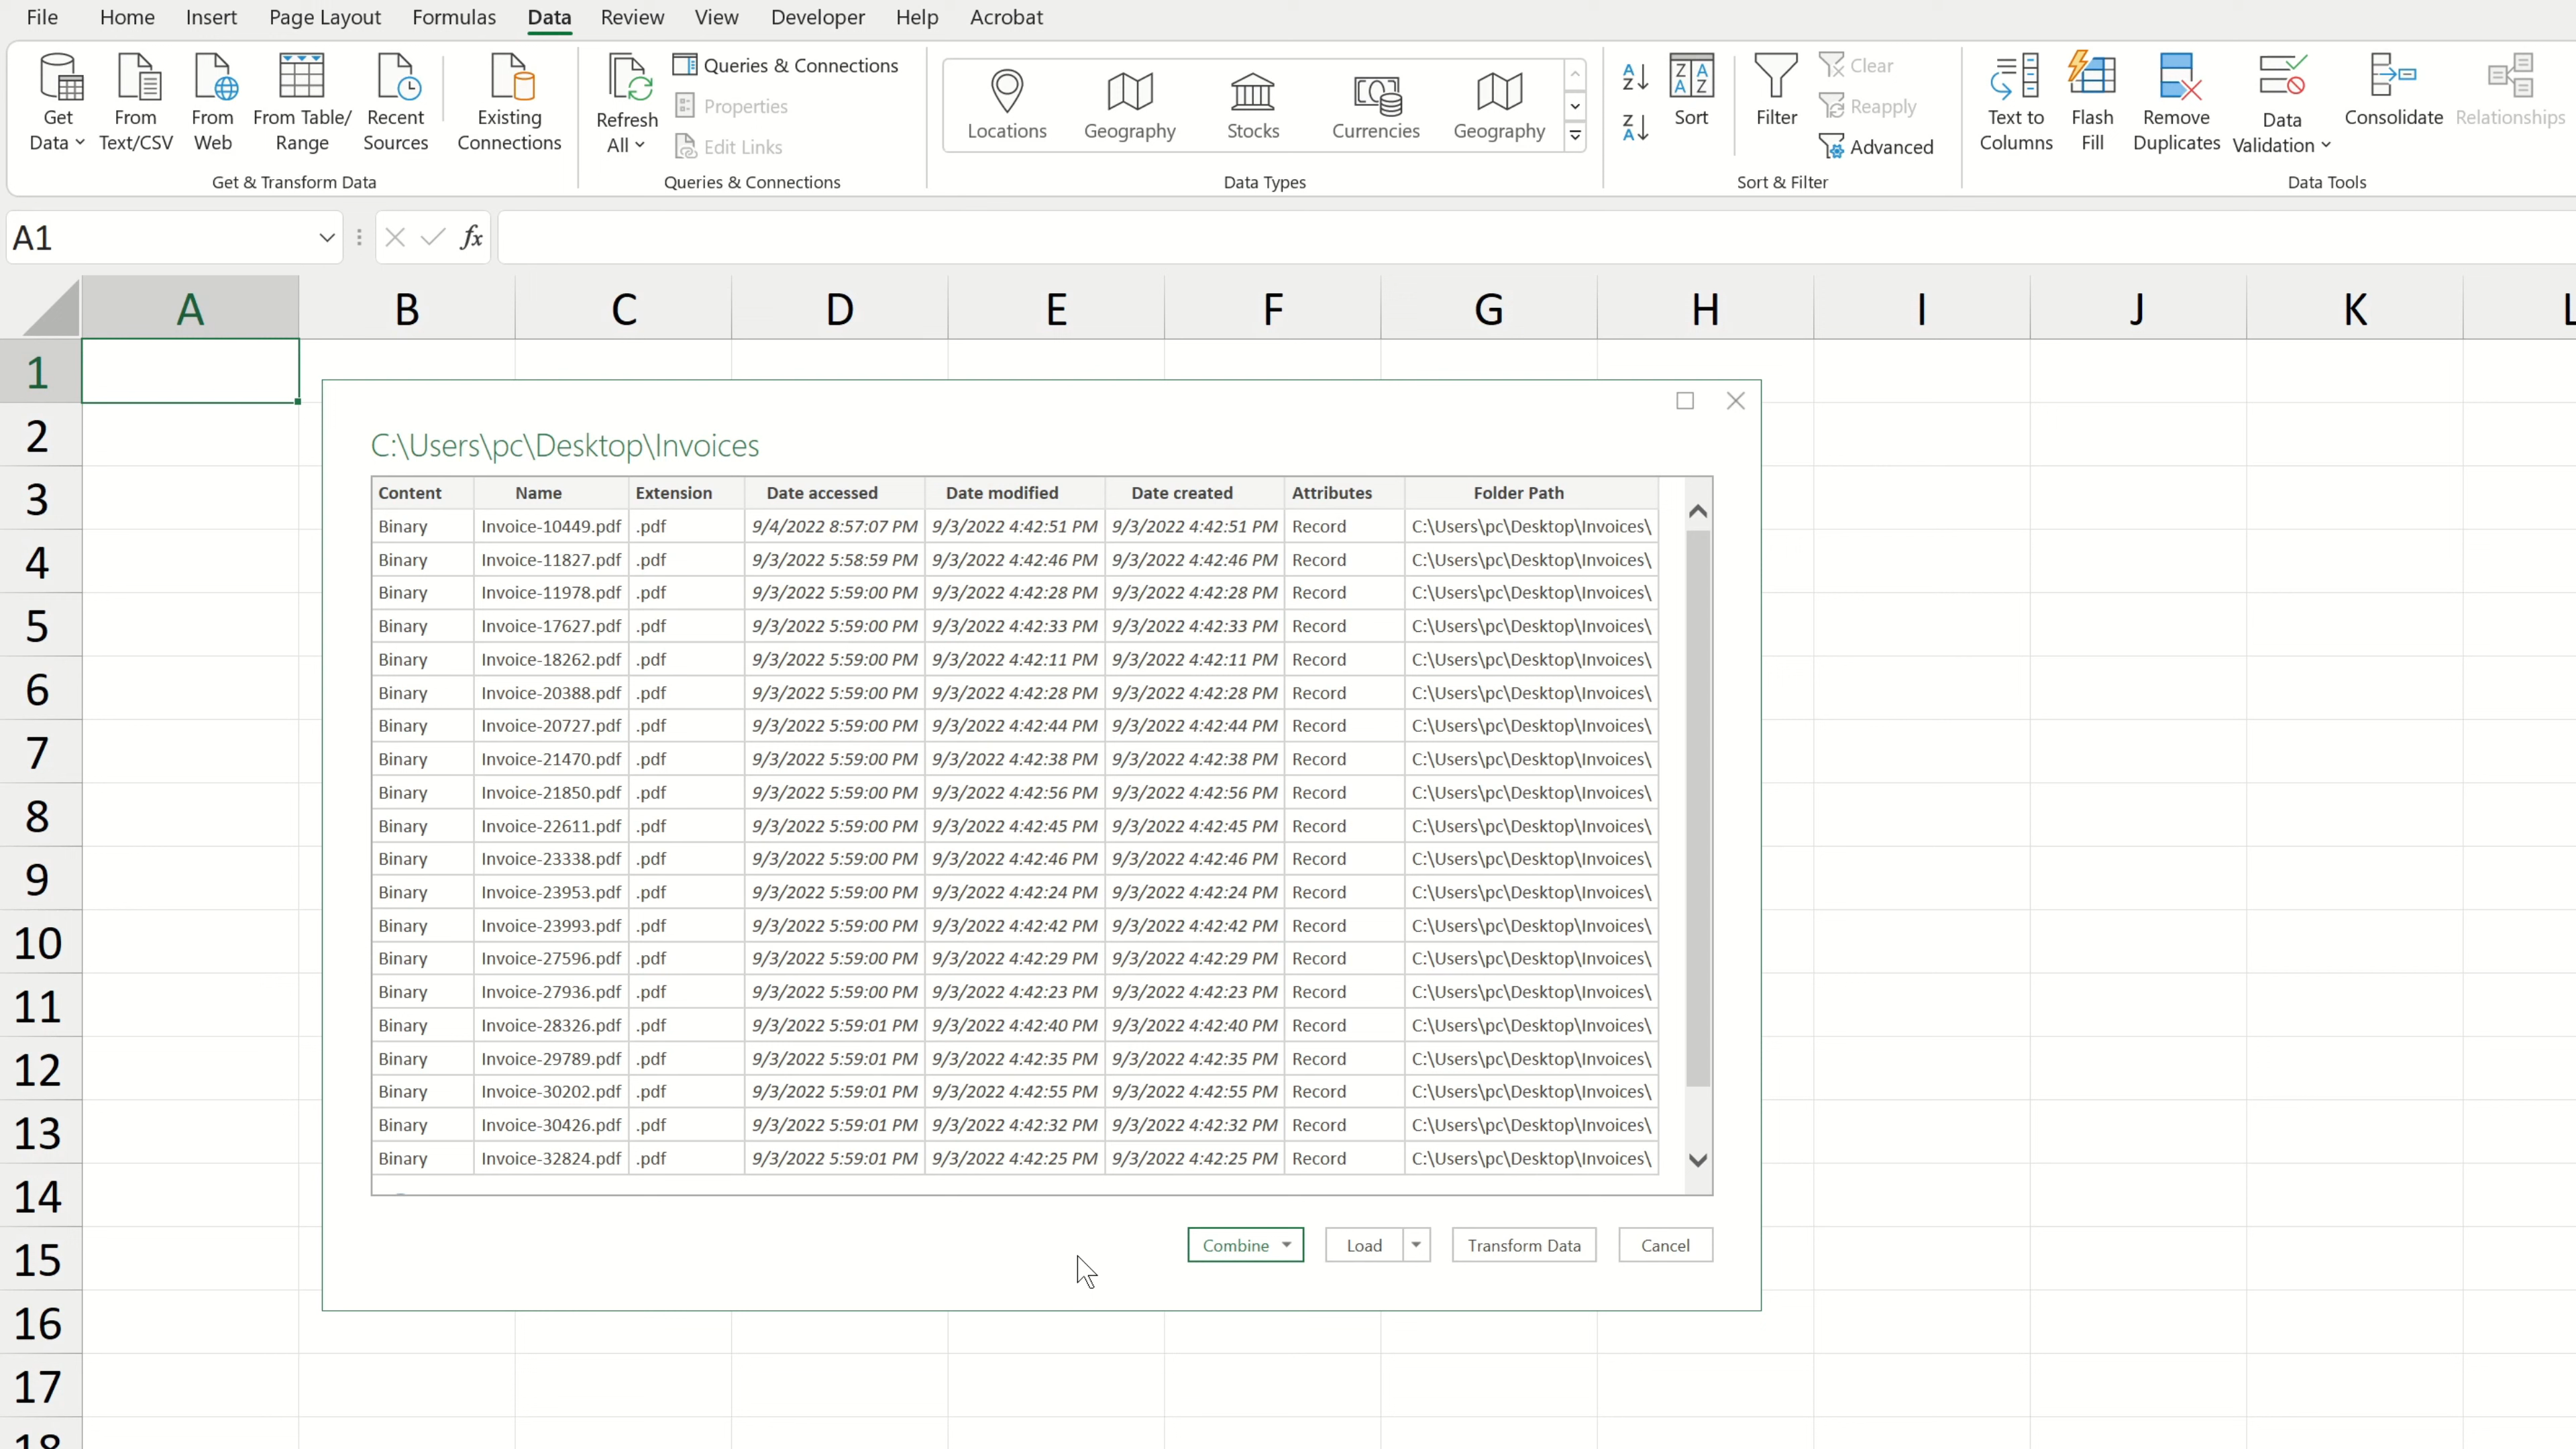 File Home Insert Page Layout Formulas Data Review View Developer Help Acrobat
Get Data From Text/CSV From Web From Table/ Range Recent Sources Existing Connections
Get & Transform Data
Refresh All Queries & Connections
Properties
Edit Links
Queries & Connections
Locations Geography Stocks Currencies Geography
Data Types
Sort Filter Clear
Reapply
Advanced
Sort & Filter
Text to Columns Flash Fill Remove Duplicates Data Validation Consolidate Relationships
Data Tools
A1 fx
A B C D E F G H I J K L
1
2
3
4
5
6
7
8
9
10
11
12
13
14
15
16
17
18
C:\Users\pc\Desktop\Invoices
Content Name Extension Date accessed Date modified Date created Attributes Folder Path
Binary Invoice-10449.pdf .pdf 9/4/2022 8:57:07 PM 9/3/2022 4:42:51 PM 9/3/2022 4:42:51 PM Record C:\Users\pc\Desktop\Invoices\
Binary Invoice-11827.pdf .pdf 9/3/2022 5:58:59 PM 9/3/2022 4:42:46 PM 9/3/2022 4:42:46 PM Record C:\Users\pc\Desktop\Invoices\
Binary Invoice-11978.pdf .pdf 9/3/2022 5:59:00 PM 9/3/2022 4:42:28 PM 9/3/2022 4:42:28 PM Record C:\Users\pc\Desktop\Invoices\
Binary Invoice-17627.pdf .pdf 9/3/2022 5:59:00 PM 9/3/2022 4:42:33 PM 9/3/2022 4:42:33 PM Record C:\Users\pc\Desktop\Invoices\
Binary Invoice-18262.pdf .pdf 9/3/2022 5:59:00 PM 9/3/2022 4:42:11 PM 9/3/2022 4:42:11 PM Record C:\Users\pc\Desktop\Invoices\
Binary Invoice-20388.pdf .pdf 9/3/2022 5:59:00 PM 9/3/2022 4:42:28 PM 9/3/2022 4:42:28 PM Record C:\Users\pc\Desktop\Invoices\
Binary Invoice-20727.pdf .pdf 9/3/2022 5:59:00 PM 9/3/2022 4:42:44 PM 9/3/2022 4:42:44 PM Record C:\Users\pc\Desktop\Invoices\
Binary Invoice-21470.pdf .pdf 9/3/2022 5:59:00 PM 9/3/2022 4:42:38 PM 9/3/2022 4:42:38 PM Record C:\Users\pc\Desktop\Invoices\
Binary Invoice-21850.pdf .pdf 9/3/2022 5:59:00 PM 9/3/2022 4:42:56 PM 9/3/2022 4:42:56 PM Record C:\Users\pc\Desktop\Invoices\
Binary Invoice-22611.pdf .pdf 9/3/2022 5:59:00 PM 9/3/2022 4:42:45 PM 9/3/2022 4:42:45 PM Record C:\Users\pc\Desktop\Invoices\
Binary Invoice-23338.pdf .pdf 9/3/2022 5:59:00 PM 9/3/2022 4:42:46 PM 9/3/2022 4:42:46 PM Record C:\Users\pc\Desktop\Invoices\
Binary Invoice-23953.pdf .pdf 9/3/2022 5:59:00 PM 9/3/2022 4:42:24 PM 9/3/2022 4:42:24 PM Record C:\Users\pc\Desktop\Invoices\
Binary Invoice-23993.pdf .pdf 9/3/2022 5:59:00 PM 9/3/2022 4:42:42 PM 9/3/2022 4:42:42 PM Record C:\Users\pc\Desktop\Invoices\
Binary Invoice-27596.pdf .pdf 9/3/2022 5:59:00 PM 9/3/2022 4:42:29 PM 9/3/2022 4:42:29 PM Record C:\Users\pc\Desktop\Invoices\
Binary Invoice-27936.pdf .pdf 9/3/2022 5:59:00 PM 9/3/2022 4:42:23 PM 9/3/2022 4:42:23 PM Record C:\Users\pc\Desktop\Invoices\
Binary Invoice-28326.pdf .pdf 9/3/2022 5:59:01 PM 9/3/2022 4:42:40 PM 9/3/2022 4:42:40 PM Record C:\Users\pc\Desktop\Invoices\
Binary Invoice-29789.pdf .pdf 9/3/2022 5:59:01 PM 9/3/2022 4:42:35 PM 9/3/2022 4:42:35 PM Record C:\Users\pc\Desktop\Invoices\
Binary Invoice-30202.pdf .pdf 9/3/2022 5:59:01 PM 9/3/2022 4:42:55 PM 9/3/2022 4:42:55 PM Record C:\Users\pc\Desktop\Invoices\
Binary Invoice-30426.pdf .pdf 9/3/2022 5:59:01 PM 9/3/2022 4:42:32 PM 9/3/2022 4:42:32 PM Record C:\Users\pc\Desktop\Invoices\
Binary Invoice-32824.pdf .pdf 9/3/2022 5:59:01 PM 9/3/2022 4:42:25 PM 9/3/2022 4:42:25 PM Record C:\Users\pc\Desktop\Invoices\
Combine Load Transform Data Cancel